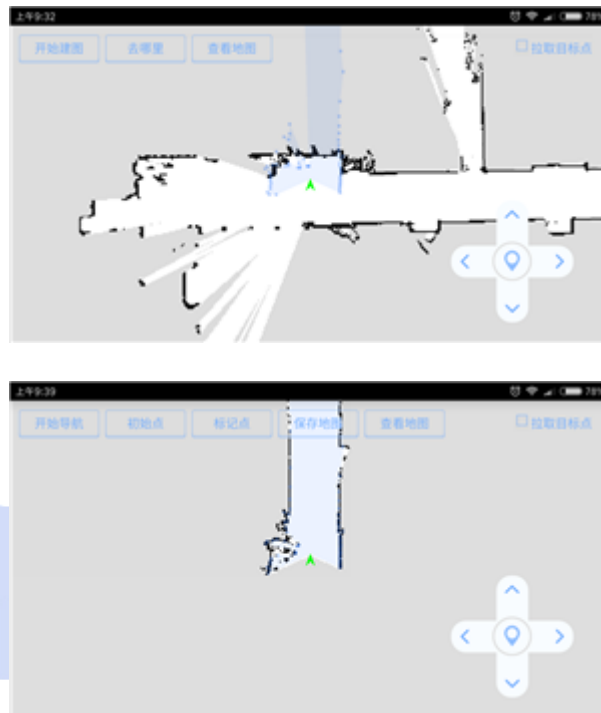 上午9:32 78%
开始建图 去哪里 查看地图 拉取目标点
上午9:39 78%
开始导航 初始点 标记点 保存地图 查看地图 拉取目标点